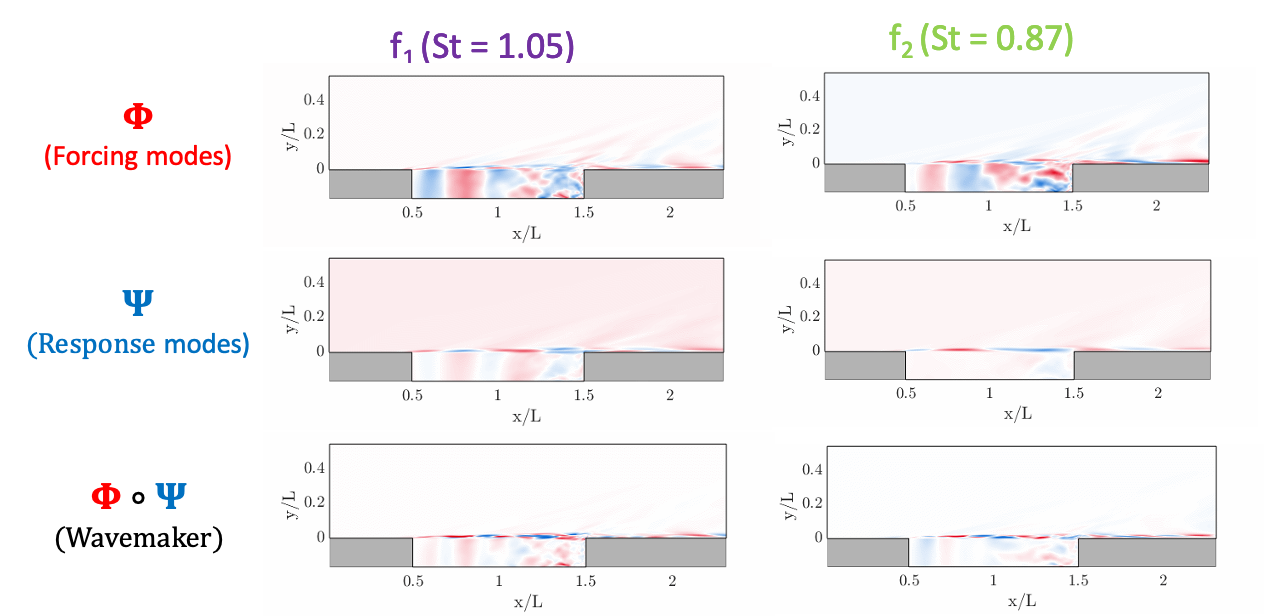 f₁ (St = 1.05)
f₂ (St = 0.87)
Φ
(Forcing modes)
0.4
0.2
0
y/L
0.5 1 1.5 2
x/L
0.4
0.2
0
y/L
0.5 1 1.5 2
x/L
Ψ
(Response modes)
0.4
0.2
0
y/L
0.5 1 1.5 2
x/L
0.4
0.2
0
y/L
0.5 1 1.5 2
x/L
Φ ∘ Ψ
(Wavemaker)
0.4
0.2
0
y/L
0.5 1 1.5 2
x/L
0.4
0.2
0
y/L
0.5 1 1.5 2
x/L